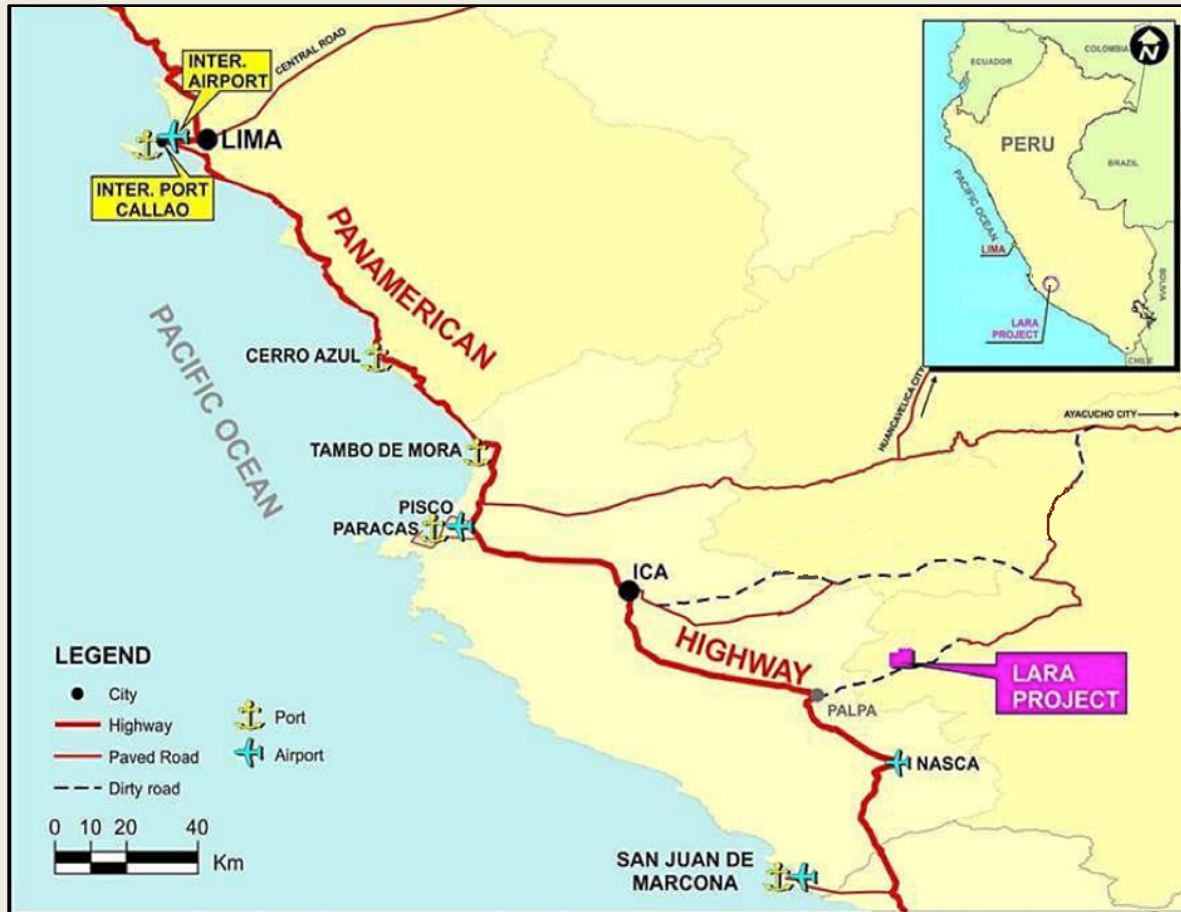 INTER.
AIRPORT
CENTRAL ROAD
LIMA
INTER. PORT
CALLAO
PANAMERICAN
HIGHWAY
PACIFIC OCEAN
CERRO AZUL
TAMBO DE MORA
PISCO
PARACAS
ICA
PALPA
NASCA
SAN JUAN DE
MARCONA
HUANCAVELICA CITY
AYACUCHO CITY
LARA
PROJECT
N
COLOMBIA
ECUADOR
PERU
BRAZIL
PACIFIC OCEAN
LIMA
LARA
PROJECT
BOLIVIA
CHILE
LEGEND
City
Highway
Paved Road
Dirty road
Port
Airport
0 10 20 40
Km